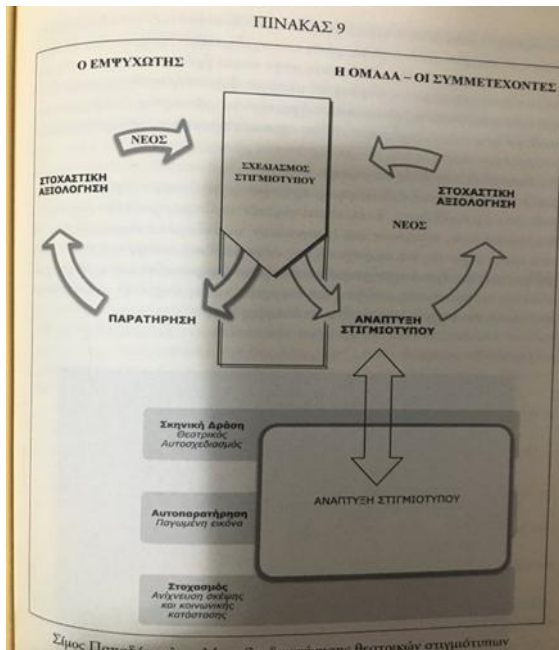 ΠΙΝΑΚΑΣ 9
Ο ΕΜΨΥΧΩΤΗΣ
Η ΟΜΑΔΑ – ΟΙ ΣΥΜΜΕΤΕΧΟΝΤΕΣ
ΝΕΟΣ
ΣΧΕΔΙΑΣΜΟΣ
ΣΤΙΓΜΙΟΤΥΠΟΥ
ΣΤΟΧΑΣΤΙΚΗ
ΑΞΙΟΛΟΓΗΣΗ
ΣΤΟΧΑΣΤΙΚΗ
ΑΞΙΟΛΟΓΗΣΗ
ΝΕΟΣ
ΠΑΡΑΤΗΡΗΣΗ
ΑΝΑΠΤΥΞΗ
ΣΤΙΓΜΙΟΤΥΠΟΥ
Σκηνική Δράση
Θεατρικός
Αυτοσχεδιασμός
ΑΝΑΠΤΥΞΗ ΣΤΙΓΜΙΟΤΥΠΟΥ
Αυτοπαρατήρηση
Παγωμένη εικόνα
Στοχασμός
Ανίχνευση σκέψης
και κοινωνικής
κατάστασης
Σίμος θεατρικών στιγμιότυπων